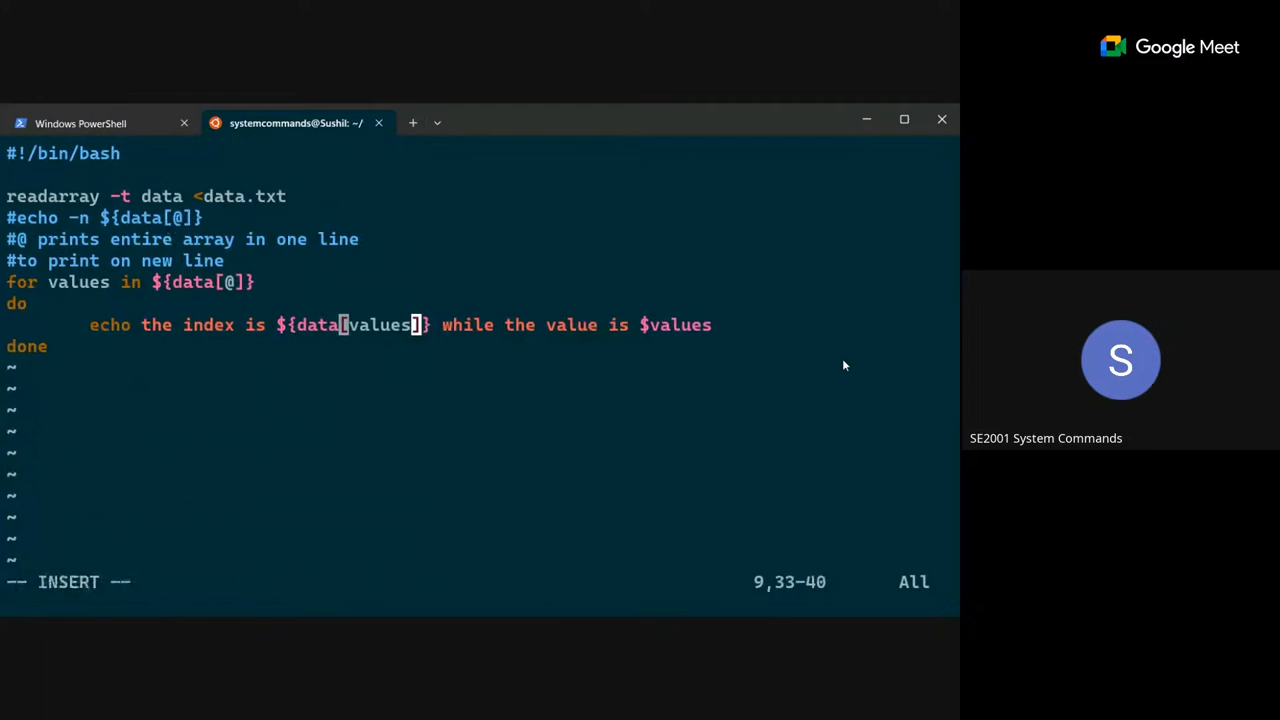 Google Meet
Windows PowerShell
systemcommands@Sushil: ~/
#!/bin/bash
readarray -t data <data.txt
#echo -n ${data[@]}
#@ prints entire array in one line
#to print on new line
for values in ${data[@]}
do
        echo the index is ${data[values]} while the value is $values
done
~
~
~
~
~
~
~
~
~
~
-- INSERT --
9,33-40
All
S
SE2001 System Commands